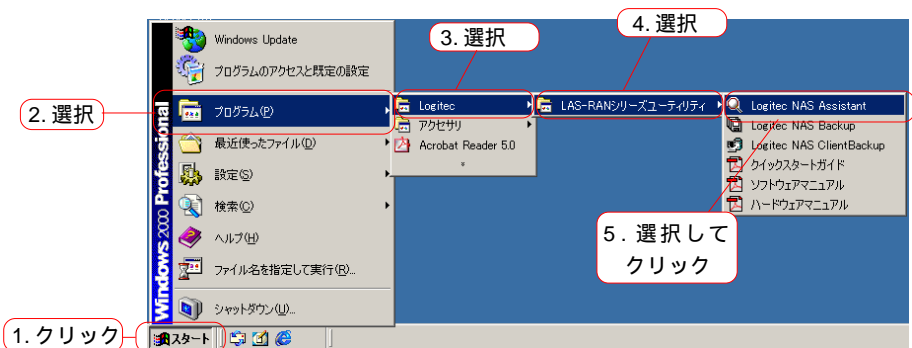 Windows Update
プログラムのアクセスと既定の設定
プログラム(P)
最近使ったファイル(D)
設定(S)
検索(C)
ヘルプ(H)
ファイル名を指定して実行(R)...
シャットダウン(U)...
Windows 2000 Professional
スタート
Logitec
アクセサリ
Acrobat Reader 5.0
LAS-RANシリーズユーティリティ
Logitec NAS Assistant
Logitec NAS Backup
Logitec NAS ClientBackup
クイックスタートガイド
ソフトウェアマニュアル
ハードウェアマニュアル
1.クリック
2.選択
3.選択
4.選択
5.選択して
クリック